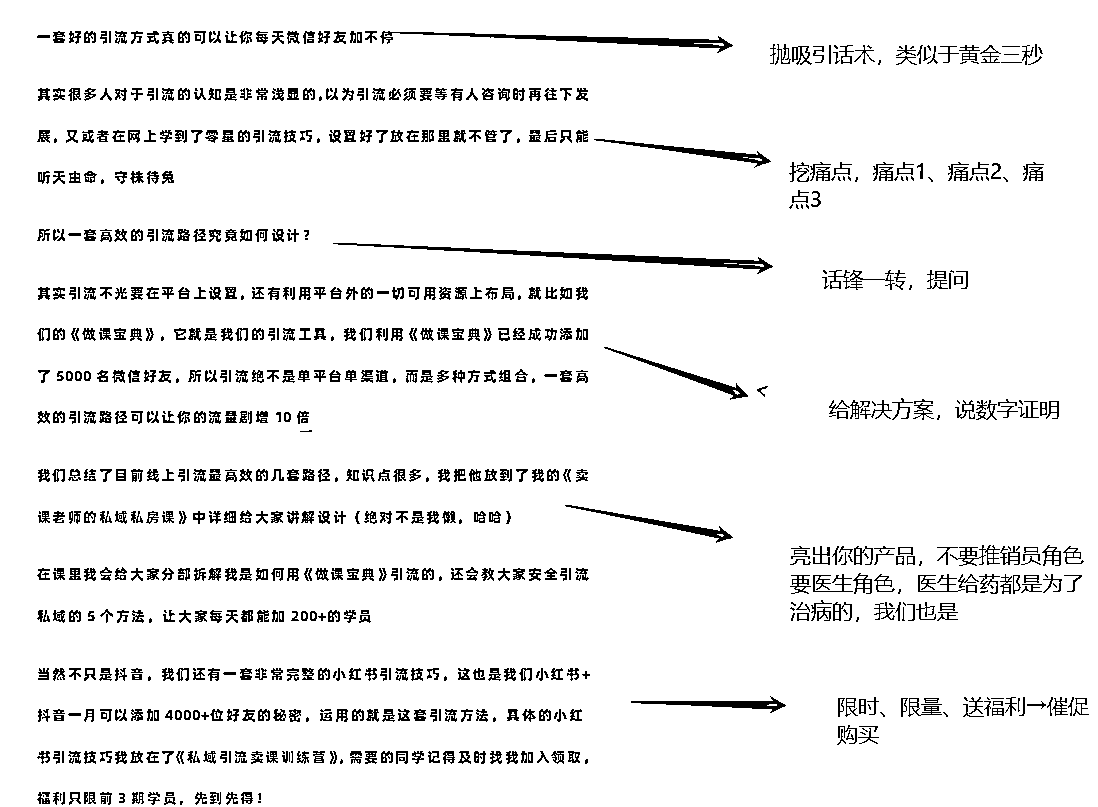 一套好的引流方式真的可以让你每天微信好友加不停
抛吸引话术，类似于黄金三秒
其实很多人对于引流的认知是非常浅显的,以为引流必须要等有人咨询时再往下发
展，又或者在网上学到了零星的引流技巧，设置好了放在那里就不管了，最后只能
听天由命，守株待兔
挖痛点，痛点1、痛点2、痛
点3
所以一套高效的引流路径究竟如何设计？
话锋一转，提问
其实引流不光要在平台上设置，还有利用平台外的一切可用资源上布局，就比如我
们的《做课宝典》，它就是我们的引流工具，我们利用《做课宝典》已经成功添加
了 5000 名微信好友，所以引流绝不是单平台单渠道，而是多种方式组合，一套高
效的引流路径可以让你的流量剧增 10 倍
给解决方案，说数字证明
我们总结了目前线上引流最高效的几套路径，知识点很多，我把他放到了我的《卖
课老师的私域私房课》中详细给大家讲解设计（绝对不是我懒，哈哈）
在课里我会给大家分部拆解我是如何用《做课宝典》引流的，还会教大家安全引流
私域的 5 个方法，让大家每天都能加 200+的学员
亮出你的产品，不要推销员角色
要医生角色，医生给药都是为了
治病的，我们也是
当然不只是抖音，我们还有一套非常完整的小红书引流技巧，这也是我们小红书+
抖音一月可以添加 4000+位好友的秘密，运用的就是这套引流方法，具体的小红
书引流技巧我放在了《私域引流卖课训练营》，需要的同学记得及时找我加入领取，
福利只限前 3 期学员，先到先得！
限时、限量、送福利→催促
购买